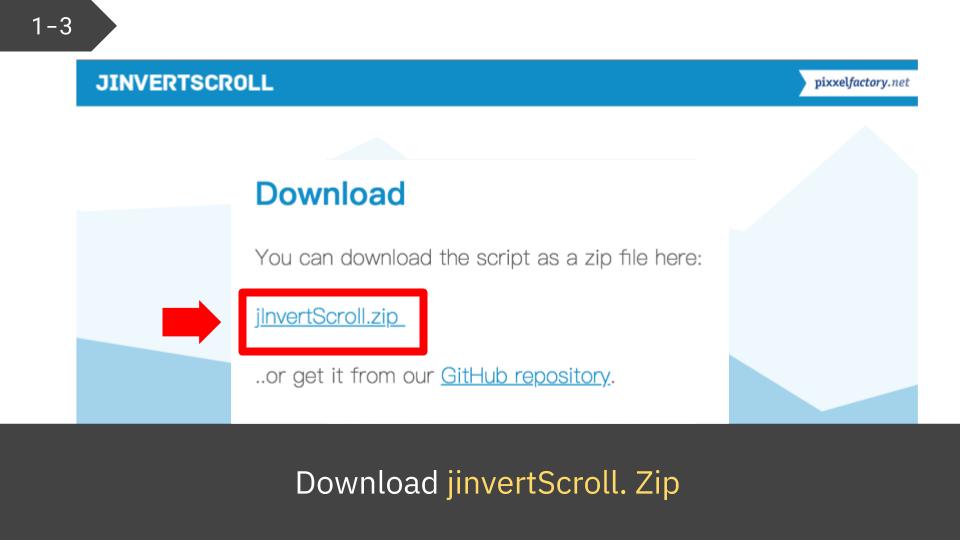 1-3
JINVERTSCROLL
pixxelfactory.net
Download
You can download the script as a zip file here:
jInvertScroll.zip
..or get it from our GitHub repository.
Download jinvertScroll. Zip